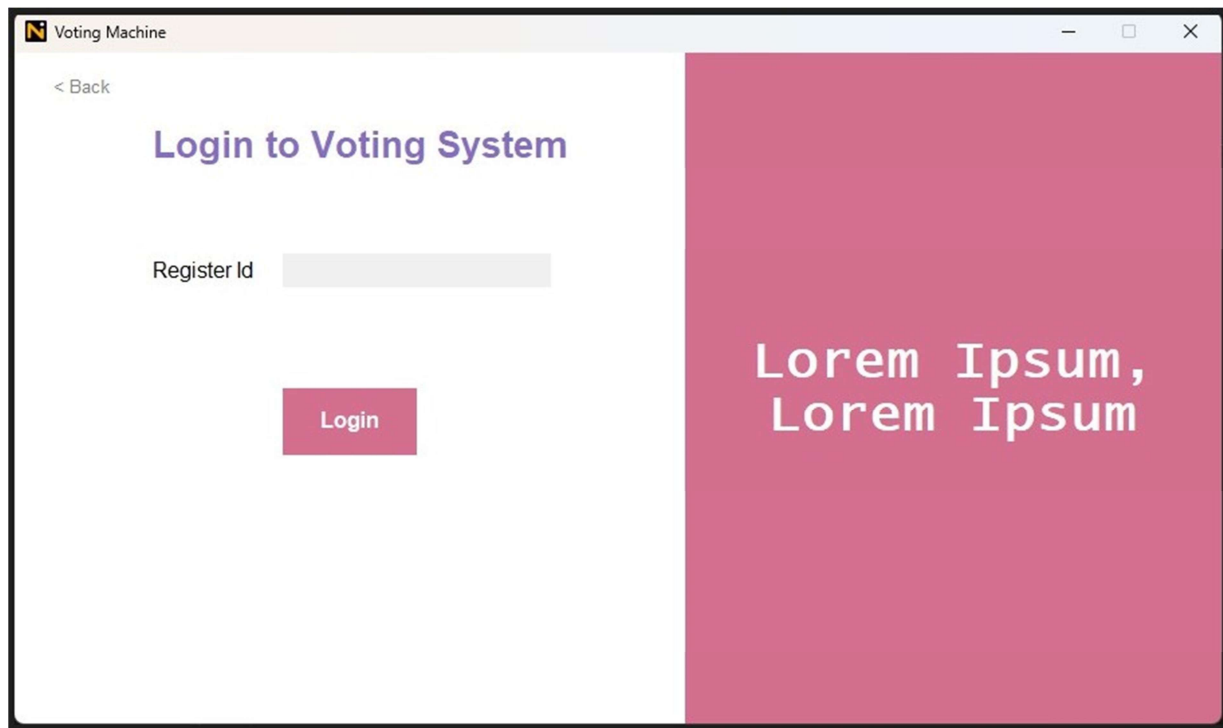 Voting Machine
< Back
Login to Voting System
Register Id
Login
Lorem Ipsum,
Lorem Ipsum